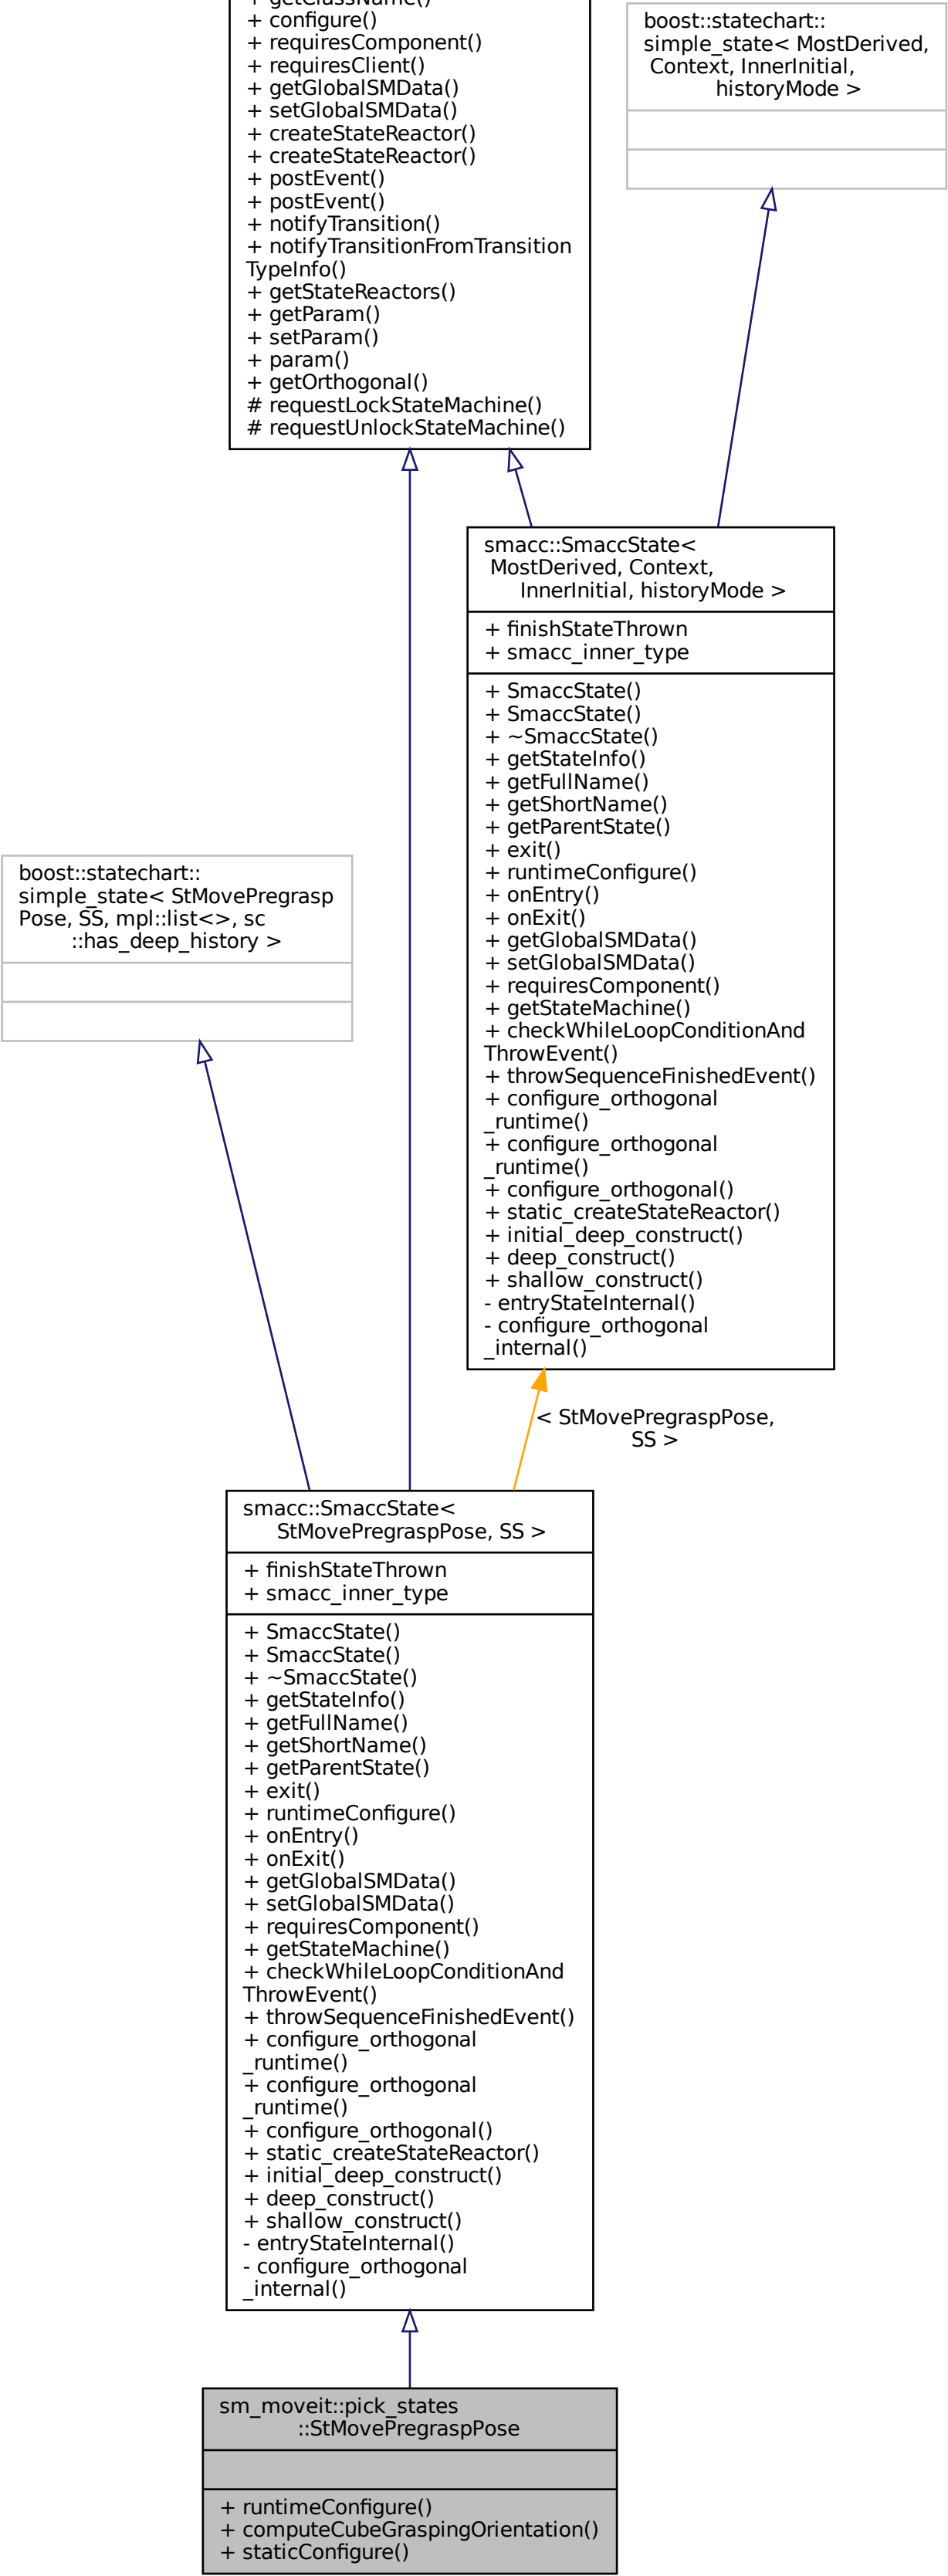 + getClassName()
+ configure()
+ requiresComponent()
+ requiresClient()
+ getGlobalSMData()
+ setGlobalSMData()
+ createStateReactor()
+ createStateReactor()
+ postEvent()
+ postEvent()
+ notifyTransition()
+ notifyTransitionFromTransition
TypeInfo()
+ getStateReactors()
+ getParam()
+ setParam()
+ param()
+ getOrthogonal()
# requestLockStateMachine()
# requestUnlockStateMachine()
boost::statechart::
simple_state< MostDerived,
Context, InnerInitial,
historyMode >
smacc::SmaccState<
MostDerived, Context,
InnerInitial, historyMode >
+ finishStateThrown
+ smacc_inner_type
+ SmaccState()
+ SmaccState()
+ ~SmaccState()
+ getStateInfo()
+ getFullName()
+ getShortName()
+ getParentState()
+ exit()
+ runtimeConfigure()
+ onEntry()
+ onExit()
+ getGlobalSMData()
+ setGlobalSMData()
+ requiresComponent()
+ getStateMachine()
+ checkWhileLoopConditionAnd
ThrowEvent()
+ throwSequenceFinishedEvent()
+ configure_orthogonal
_runtime()
+ configure_orthogonal
_runtime()
+ configure_orthogonal()
+ static_createStateReactor()
+ initial_deep_construct()
+ deep_construct()
+ shallow_construct()
- entryStateInternal()
- configure_orthogonal
_internal()
boost::statechart::
simple_state< StMovePregrasp
Pose, SS, mpl::list<>, sc
::has_deep_history >
< StMovePregraspPose,
SS >
smacc::SmaccState<
StMovePregraspPose, SS >
+ finishStateThrown
+ smacc_inner_type
+ SmaccState()
+ SmaccState()
+ ~SmaccState()
+ getStateInfo()
+ getFullName()
+ getShortName()
+ getParentState()
+ exit()
+ runtimeConfigure()
+ onEntry()
+ onExit()
+ getGlobalSMData()
+ setGlobalSMData()
+ requiresComponent()
+ getStateMachine()
+ checkWhileLoopConditionAnd
ThrowEvent()
+ throwSequenceFinishedEvent()
+ configure_orthogonal
_runtime()
+ configure_orthogonal
_runtime()
+ configure_orthogonal()
+ static_createStateReactor()
+ initial_deep_construct()
+ deep_construct()
+ shallow_construct()
- entryStateInternal()
- configure_orthogonal
_internal()
sm_moveit::pick_states
::StMovePregraspPose
+ runtimeConfigure()
+ computeCubeGraspingOrientation()
+ staticConfigure()